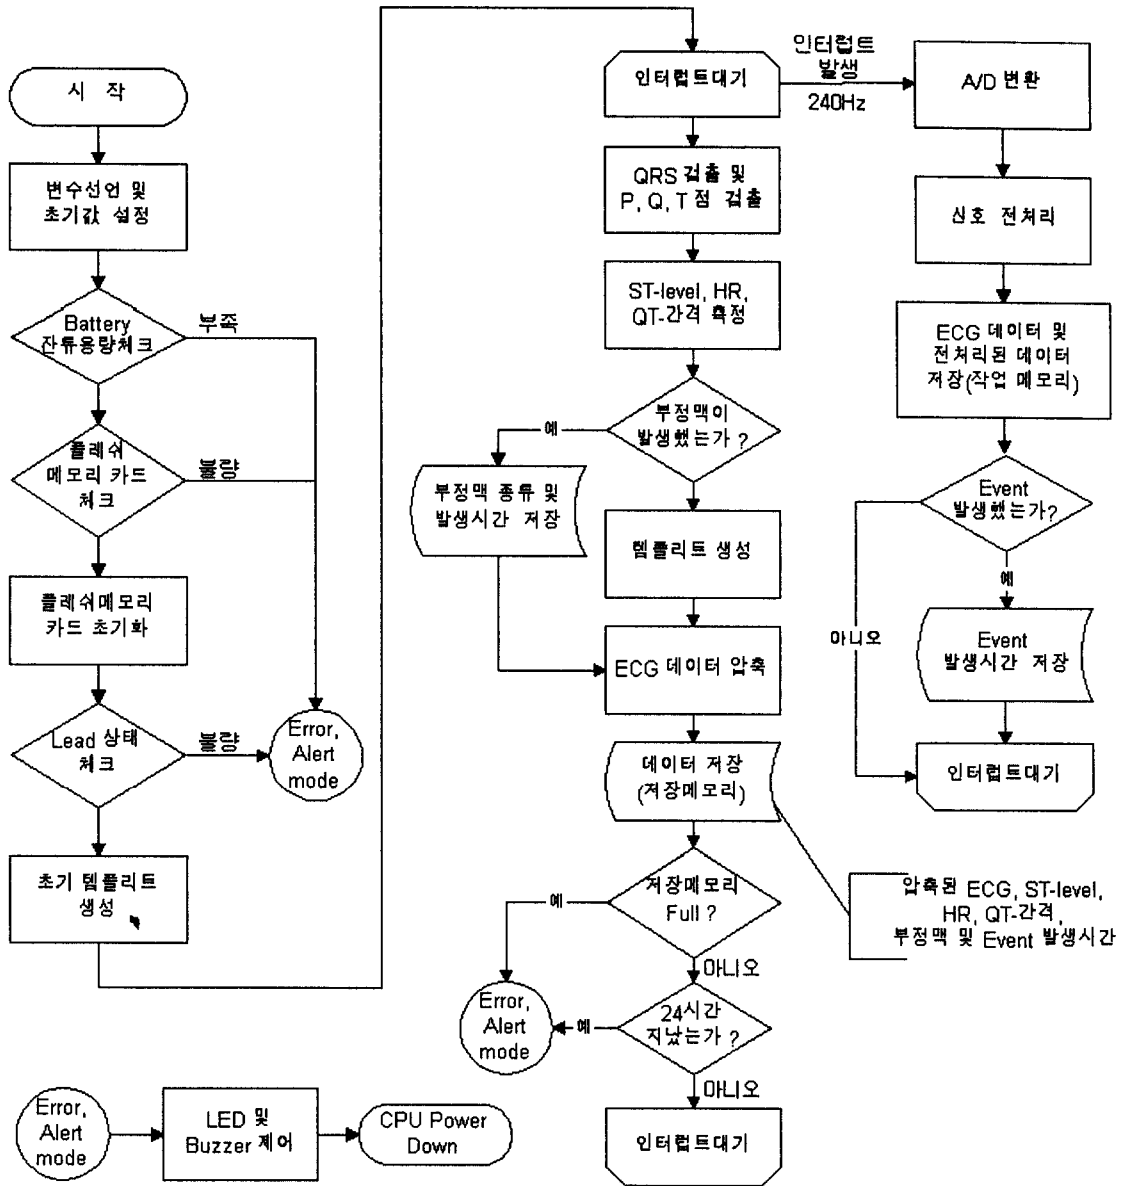 시 작
변수선언 및
초기값 설정
Battery
잔류용량체크
부족
플레쉬
메모리 카드
체크
불량
플레쉬메모리
카드 초기화
Lead 상태
체크
불량
Error,
Alert
mode
초기 템플리트
생성
인터럽트대기
인터럽트
발생
240Hz
QRS 검출 및
P, Q, T 점 검출
ST-level, HR,
QT-간격 측정
부정맥이
발생했는가 ?
예
부정맥 종류 및
발생시간 저장
템플리트 생성
ECG 데이터 압축
데이터 저장
(저장메모리)
저장메모리
Full ?
예
아니오
Error,
Alert
mode
24시간
지났는가 ?
예
아니오
인터럽트대기
A/D 변환
신호 전처리
ECG 데이터 및
전처리된 데이터
저장(작업 메모리)
Event
발생했는가?
예
아니오
Event
발생시간 저장
인터럽트대기
압축된 ECG, ST-level,
HR, QT-간격,
부정맥 및 Event 발생시간
Error,
Alert
mode
LED 및
Buzzer 제어
CPU Power
Down